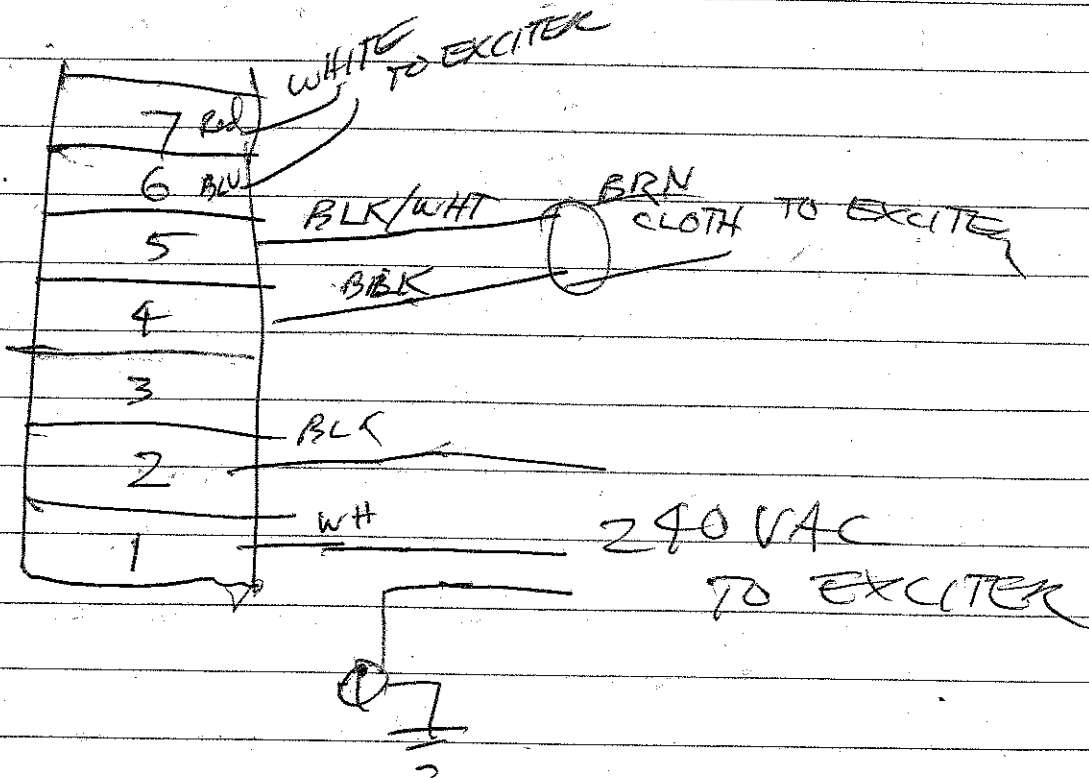 WHITE
TO EXCITER
7 Red
6 BLU
BRN
BLK/WHT
CLOTH TO EXCITER
5
BBK
4
3
BLK
2
WH
240 VAC
1
TO EXCITER